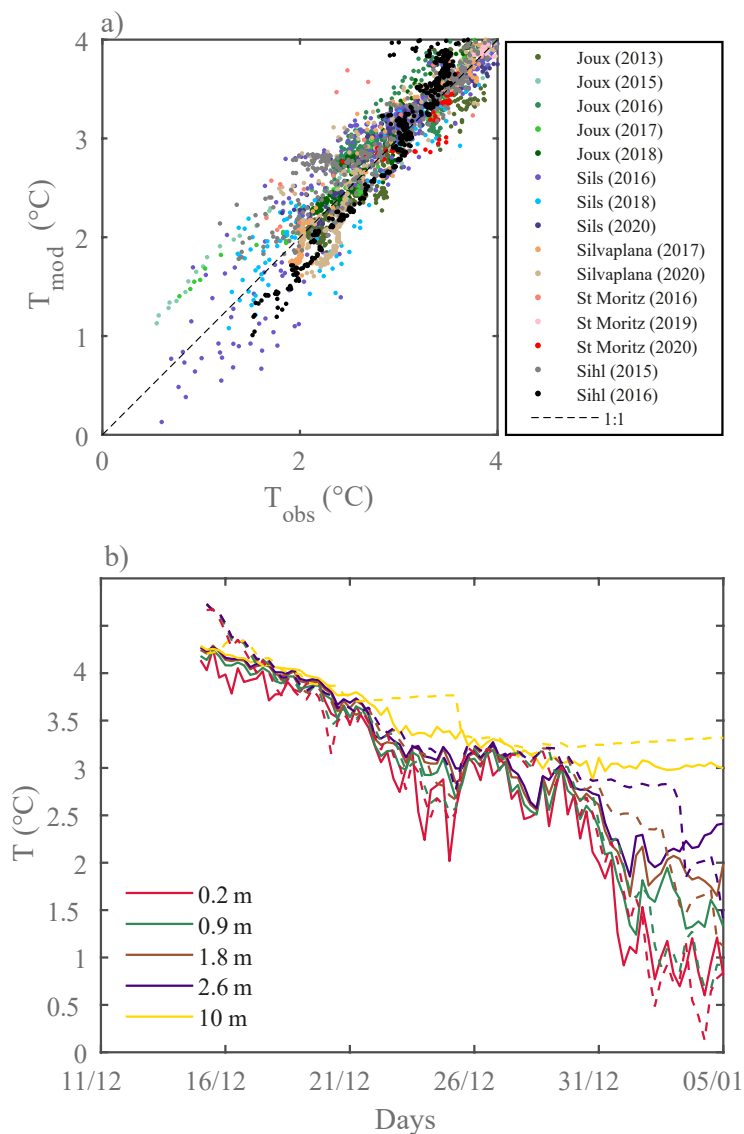 a)
4
3
2
1
0
T_mod (°C)
0
2
4
T_obs (°C)
Joux (2013)
Joux (2015)
Joux (2016)
Joux (2017)
Joux (2018)
Sils (2016)
Sils (2018)
Sils (2020)
Silvaplana (2017)
Silvaplana (2020)
St Moritz (2016)
St Moritz (2019)
St Moritz (2020)
Sihl (2015)
Sihl (2016)
1:1
b)
4
3.5
3
2.5
2
1.5
1
0.5
0
T (°C)
0.2 m
0.9 m
1.8 m
2.6 m
10 m
11/12
16/12
21/12
26/12
31/12
05/01
Days